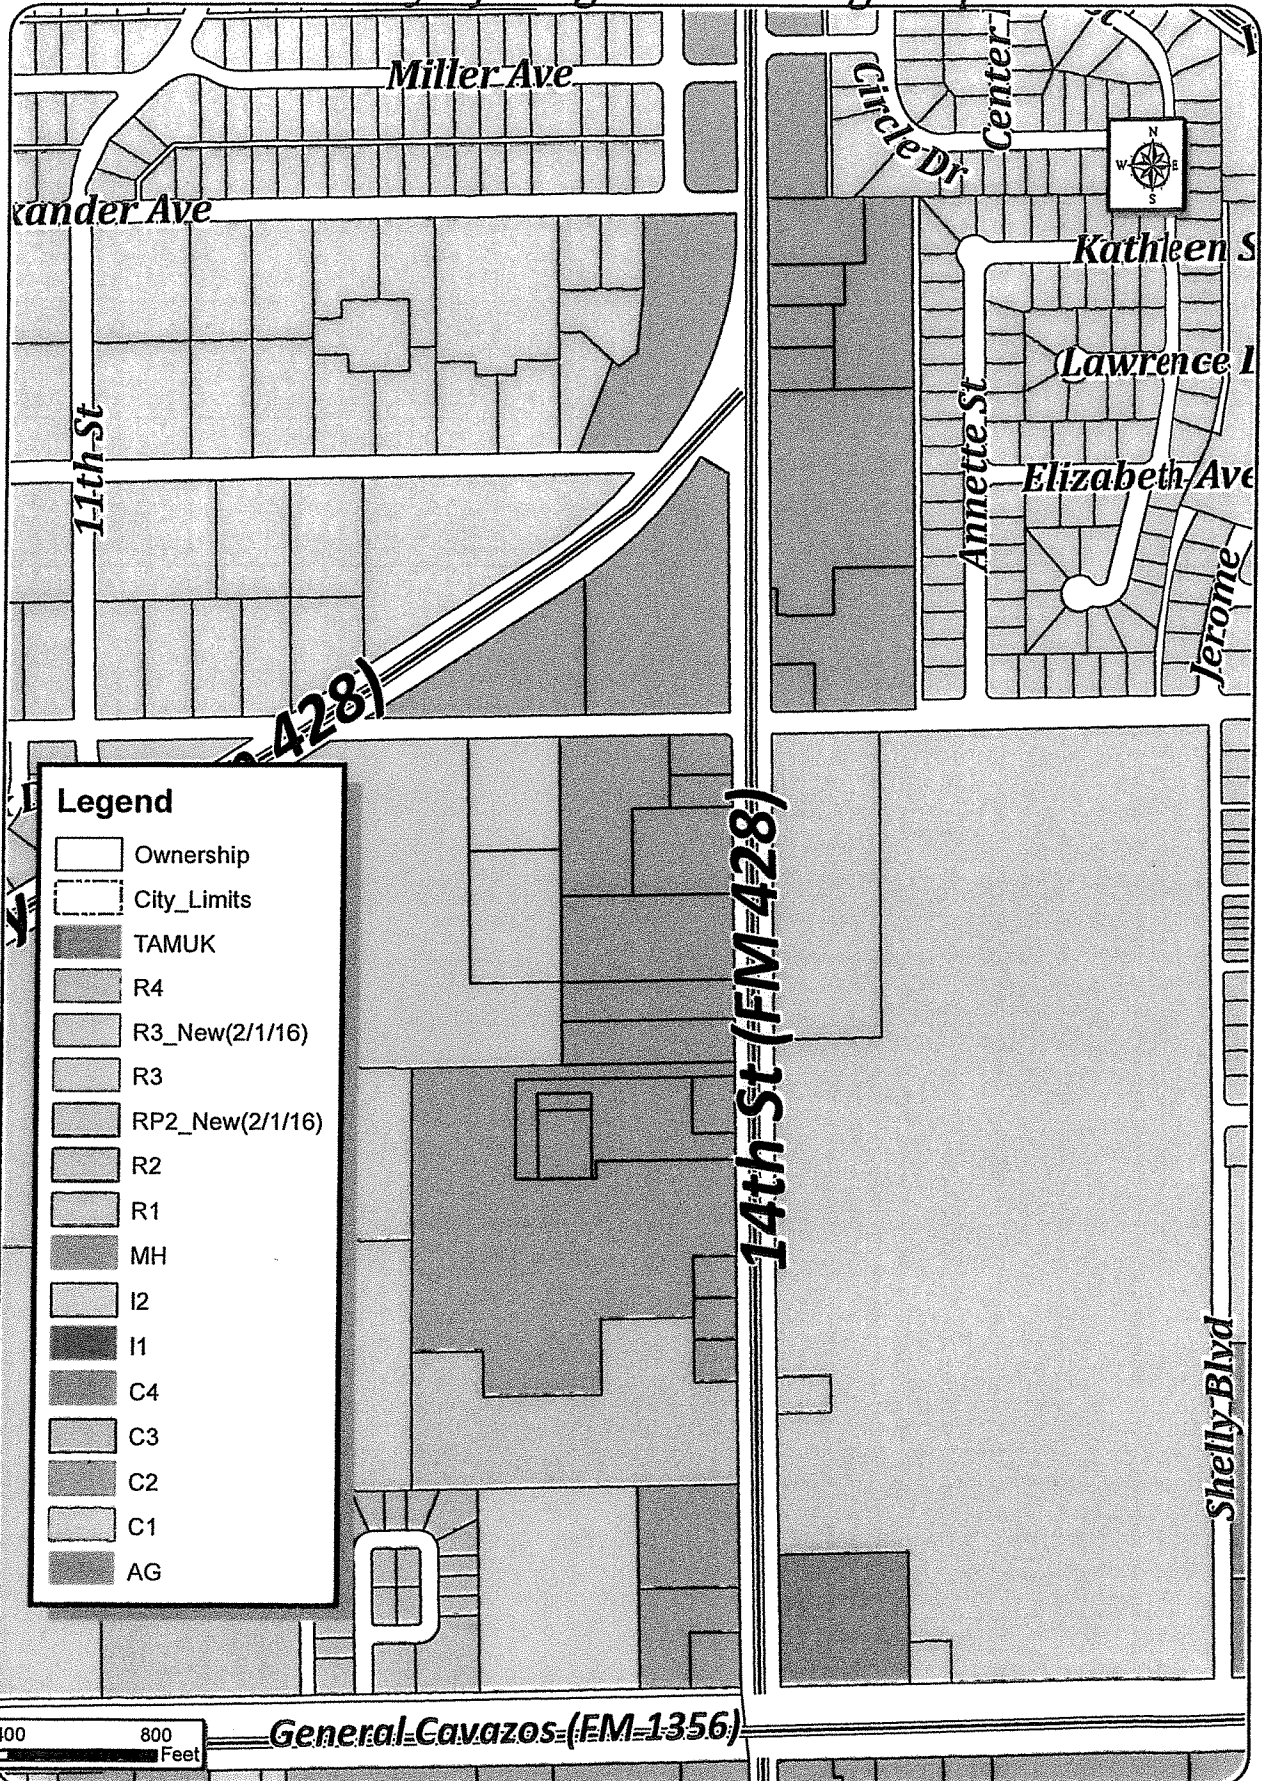 Miller Ave
Circle Dr
Center
N
W E
S
xander Ave
Kathleen S
Lawrence
11th St
Annette St
Elizabeth Ave
Jerome
428)
428)
Legend
Ownership
City_Limits
TAMUK
R4
R3_New(2/1/16)
R3
RP2_New(2/1/16)
R2
R1
MH
I2
I1
C4
C3
C2
C1
AG
y
14th St (FM 428)
Shelly Blvd
General Cavazos (FM 1356)
400 800
Feet